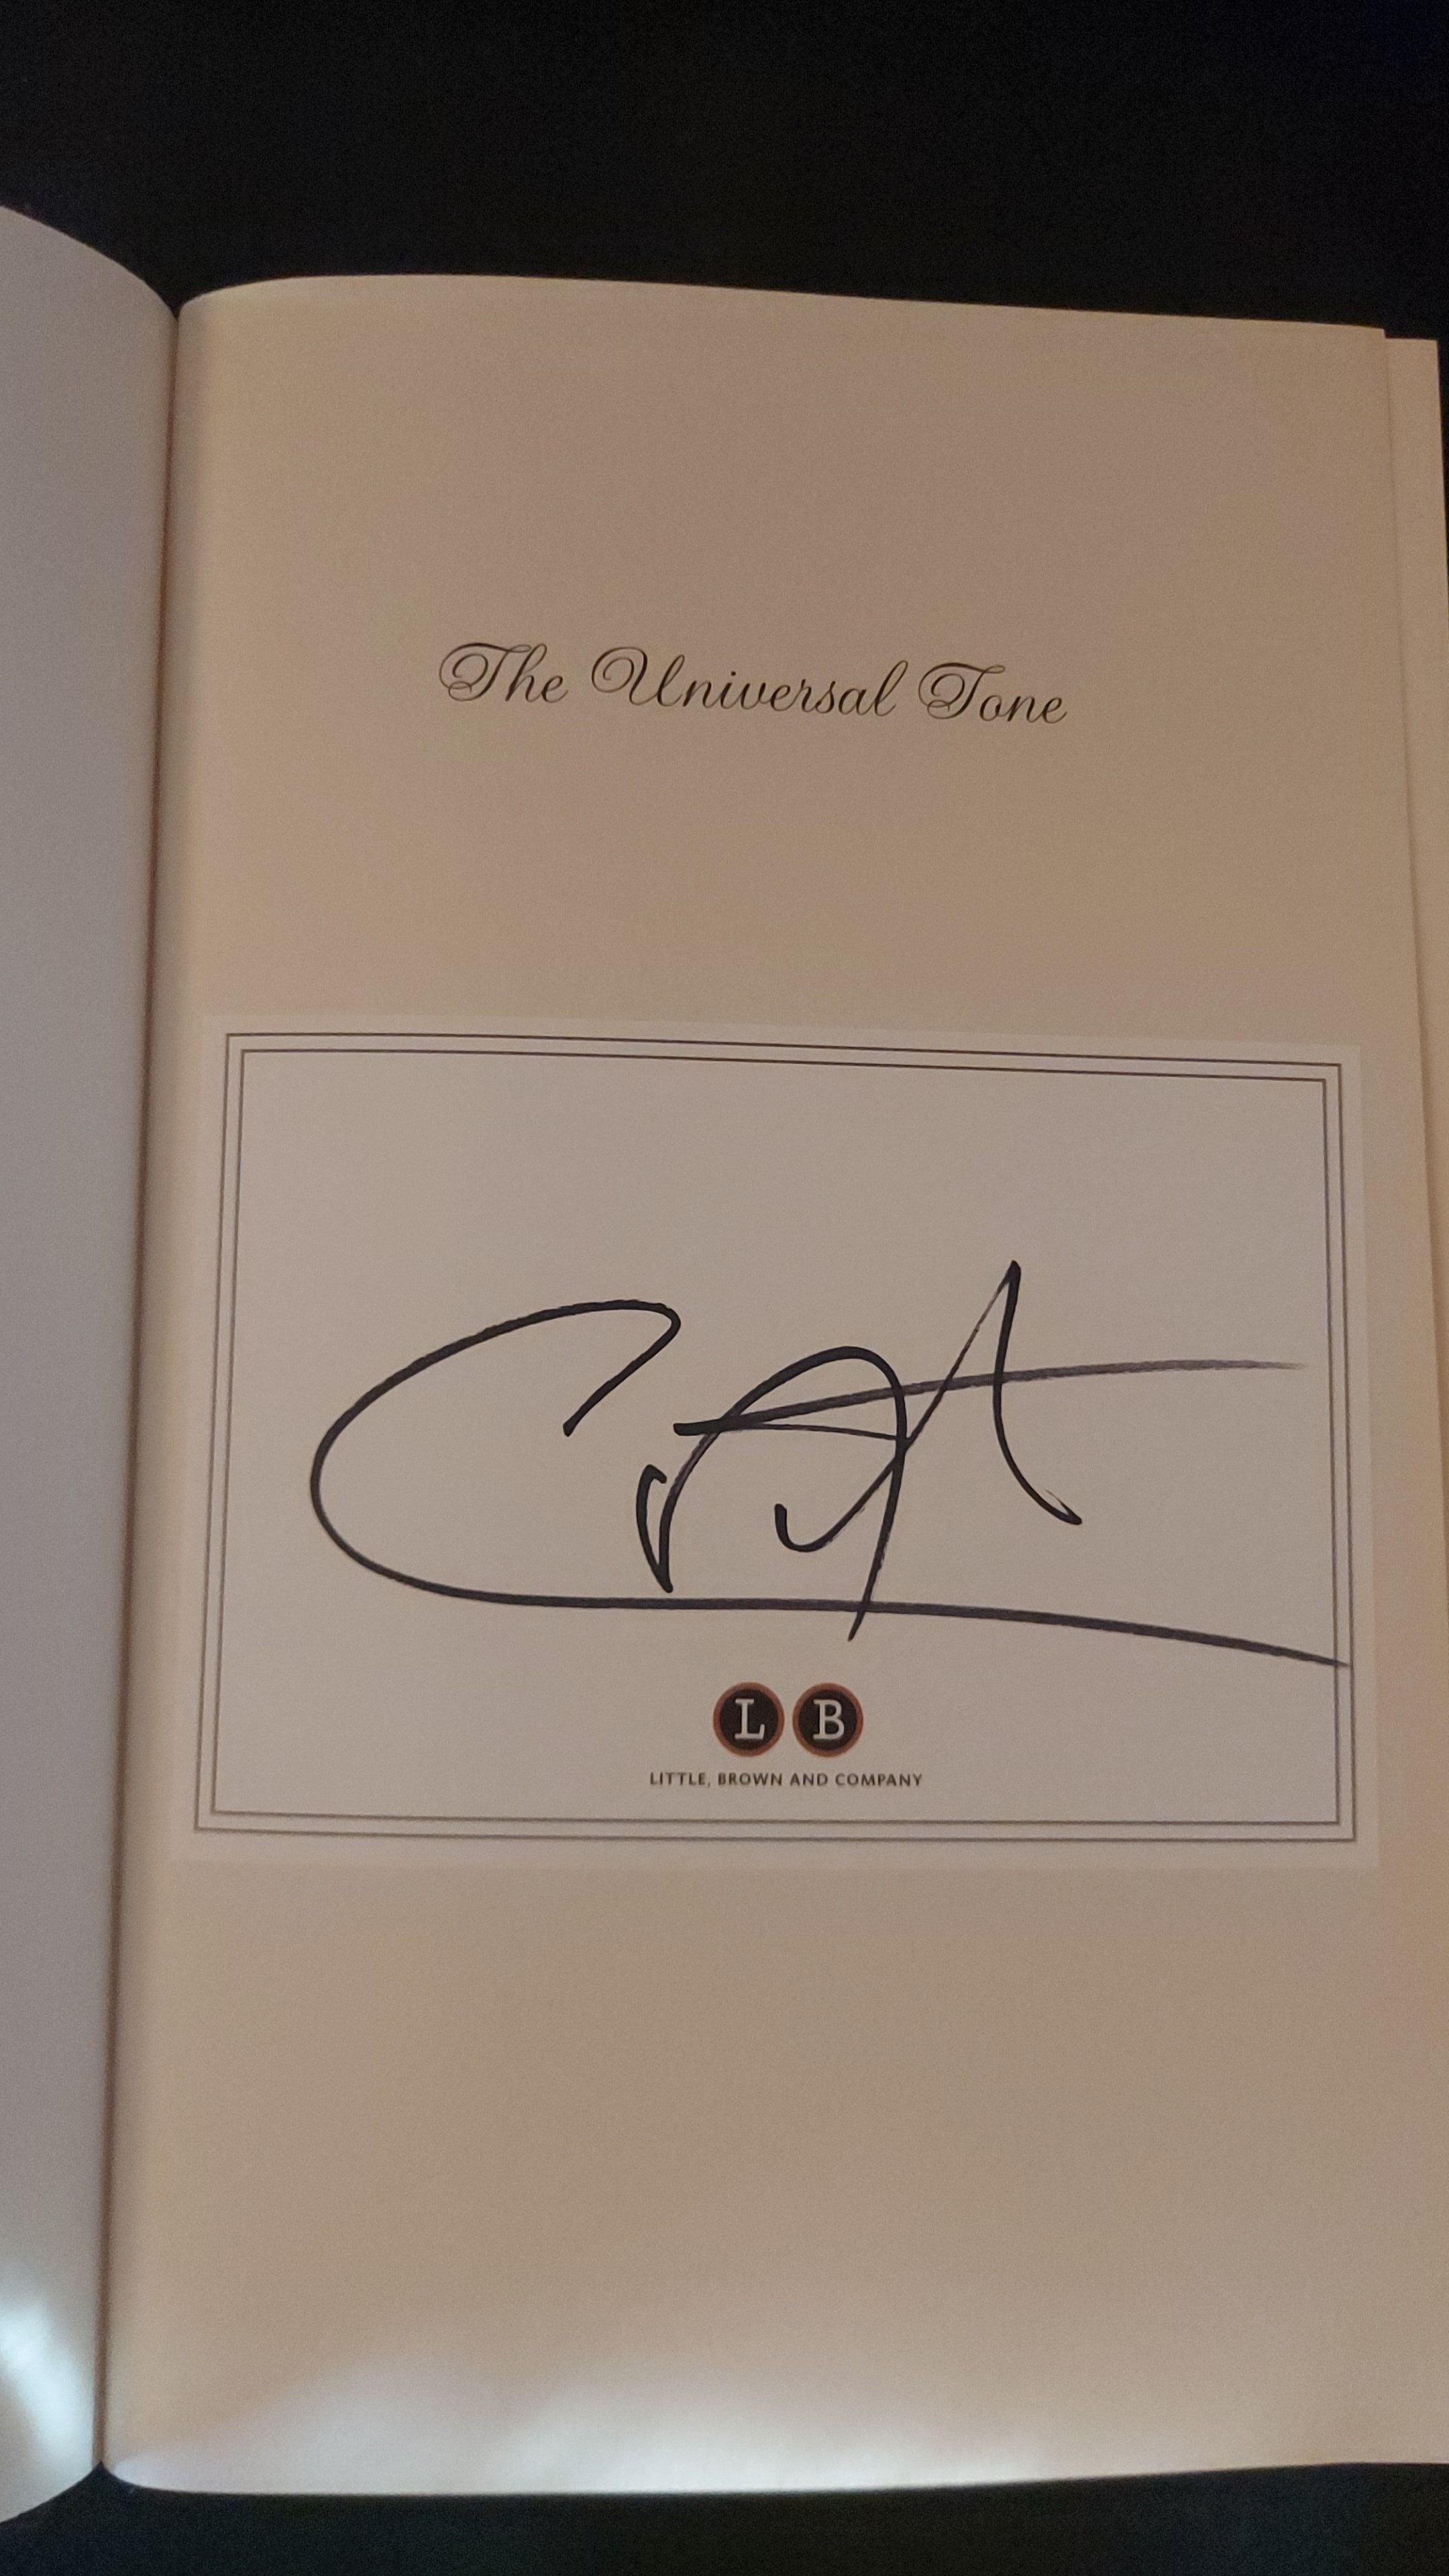 The Universal Tone
L B
LITTLE, BROWN AND COMPANY